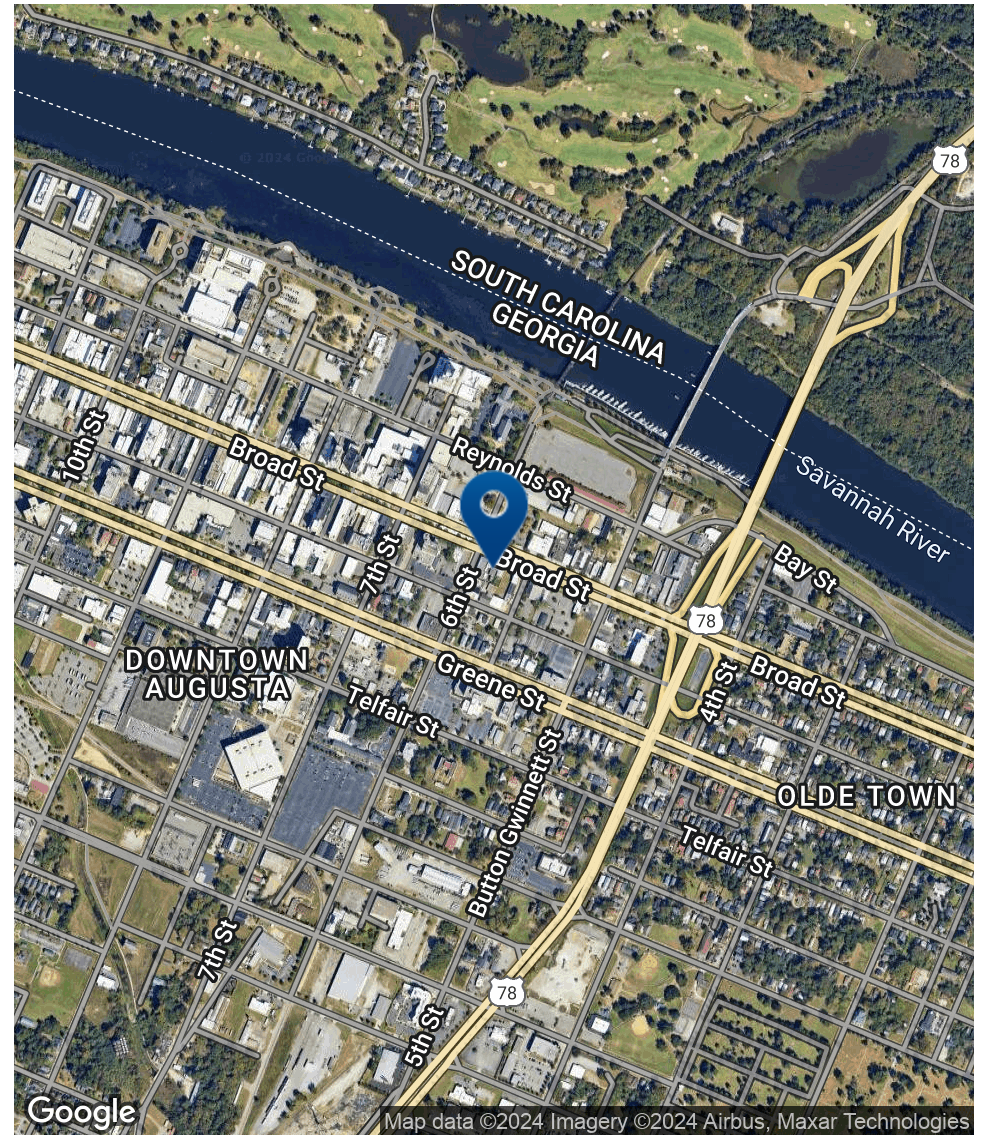 © 2024 Google
78
SOUTH CAROLINA
GEORGIA
10th St
Broad St
Reynolds St
Savannah River
7th St
6th St
Broad St
Bay St
78
DOWNTOWN
AUGUSTA
Greene St
4th St
Broad St
Telfair St
Button Gwinnett St
OLDE TOWN
Telfair St
7th St
78
5th St
Google
Map data ©2024 Imagery ©2024 Airbus, Maxar Technologies